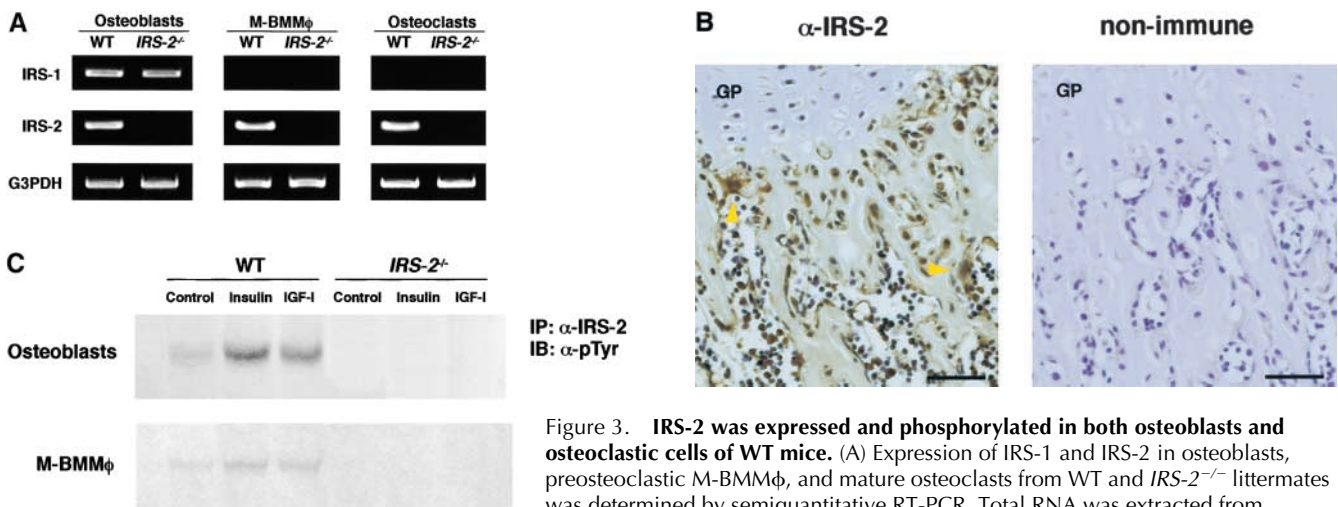 A
Osteoblasts M-BMMϕ Osteoclasts
WT IRS-2-/- WT IRS-2-/- WT IRS-2-/-
IRS-1
IRS-2
G3PDH
B
α-IRS-2 non-immune
GP GP
C
WT IRS-2-/-
Control Insulin IGF-I Control Insulin IGF-I
Osteoblasts
IP: α-IRS-2
IB: α-pTyr
M-BMMϕ
Figure 3. IRS-2 was expressed and phosphorylated in both osteoblasts and
osteoclastic cells of WT mice. (A) Expression of IRS-1 and IRS-2 in osteoblasts,
preosteoclastic M-BMMϕ, and mature osteoclasts from WT and IRS-2−/− littermates
was determined by semiquantitative RT-PCR. Total RNA was extracted from